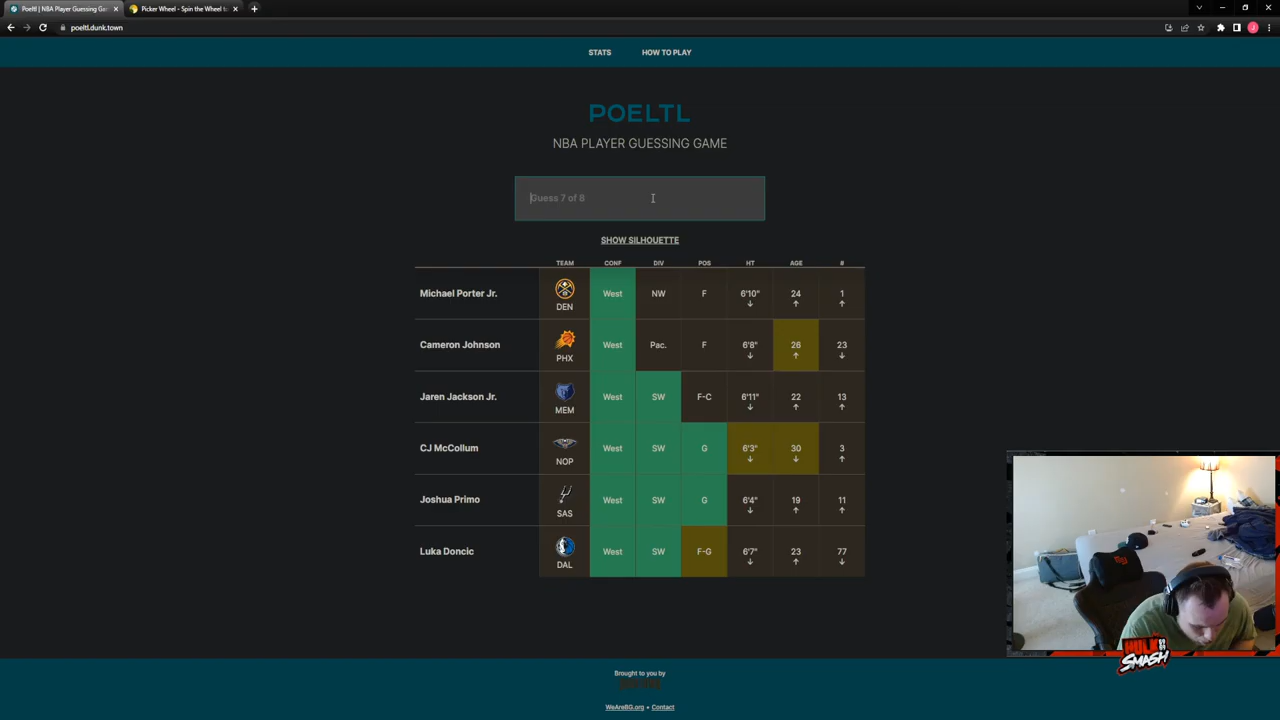 Poeltl | NBA Player Guessing Ga
Picker Wheel - Spin the Wheel t
poeltl.dunk.town
STATS
HOW TO PLAY
POELTL
NBA PLAYER GUESSING GAME
Guess 7 of 8
SHOW SILHOUETTE
TEAM CONF DIV POS HT AGE #
Michael Porter Jr. DEN West NW F 6'10" ↓ 24 ↑ 1 ↑
Cameron Johnson PHX West Pac. F 6'8" ↓ 26 ↑ 23 ↓
Jaren Jackson Jr. MEM West SW F-C 6'11" ↓ 22 ↑ 13 ↑
CJ McCollum NOP West SW G 6'3" ↓ 30 ↓ 3 ↑
Joshua Primo SAS West SW G 6'4" ↓ 19 ↑ 11 ↑
Luka Doncic DAL West SW F-G 6'7" ↓ 23 ↑ 77 ↓
Brought to you by
WeAreBG.org • Contact
HULK
SMASH